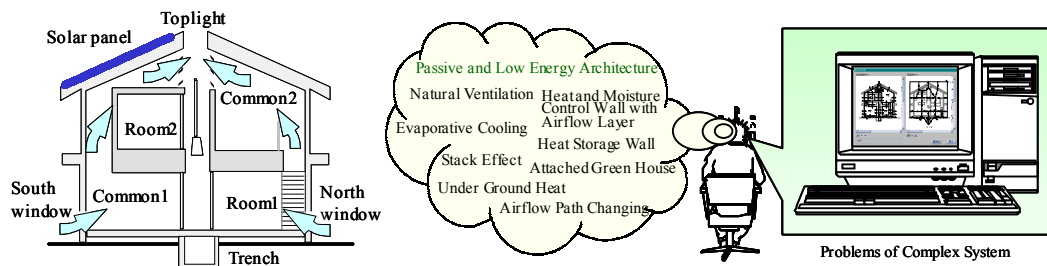 Toplight
Solar panel
Common2
Room2
South
window
Common1
Room1
North
window
Trench
Passive and Low Energy Architecture
Natural Ventilation
Heat and Moisture
Control Wall with
Airflow Layer
Evaporative Cooling
Heat Storage Wall
Stack Effect
Attached Green House
Under Ground Heat
Airflow Path Changing
Problems of Complex System